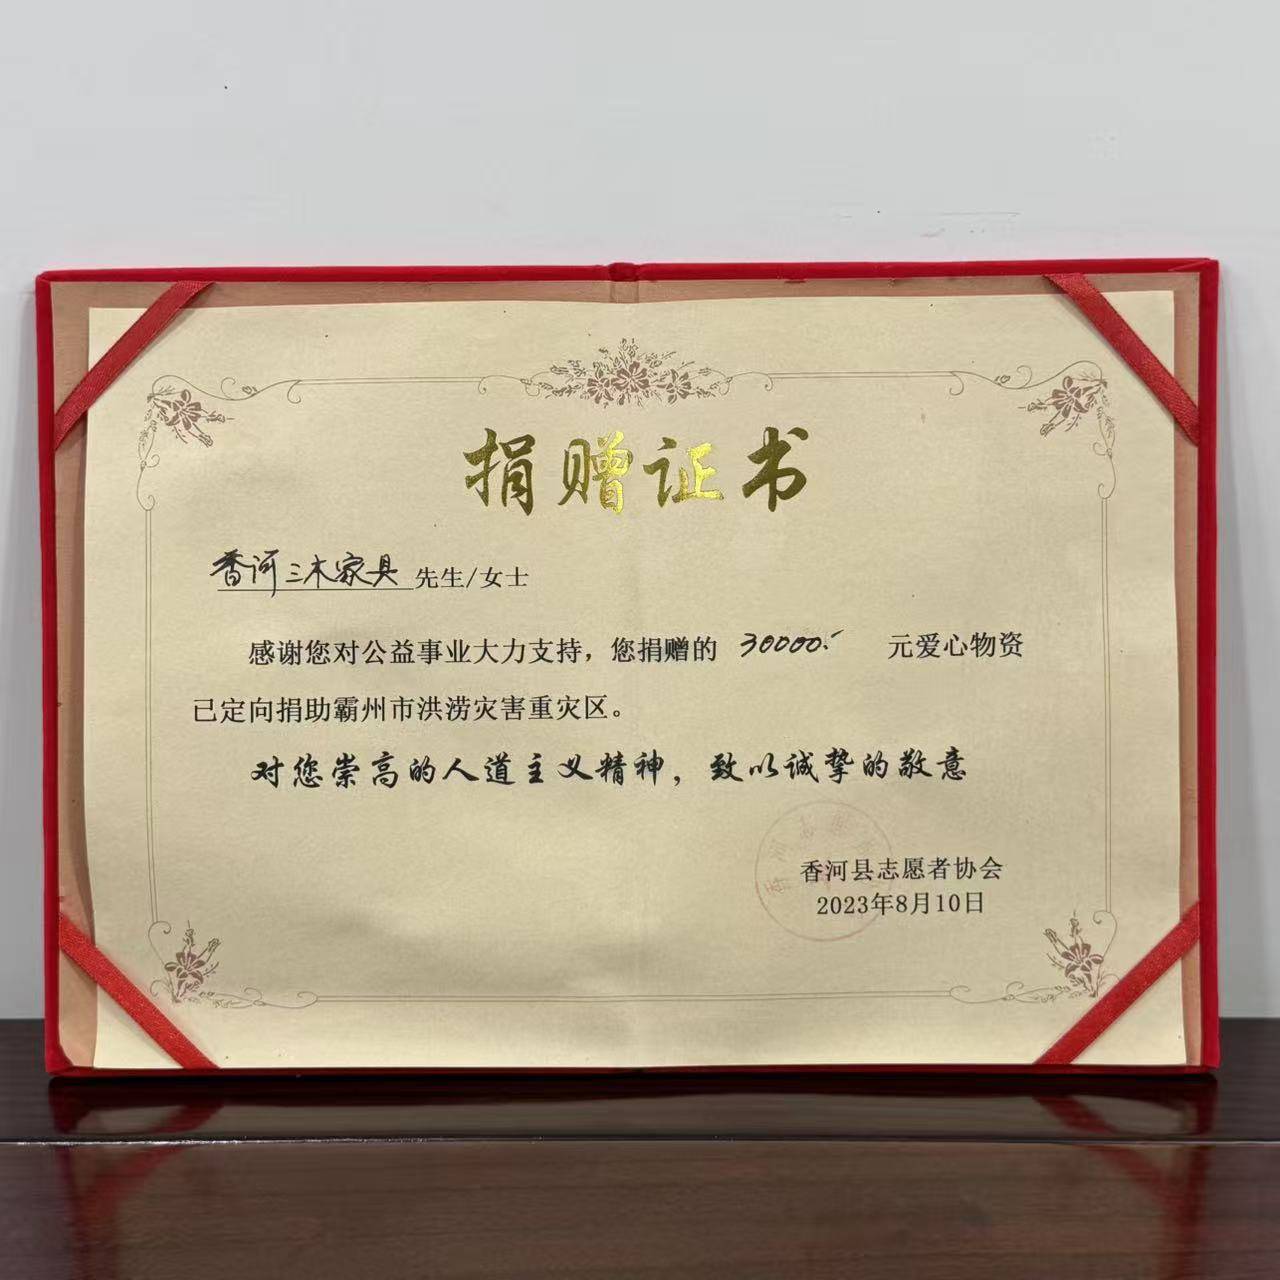 捐赠证书
香河三木家具 先生/女士
感谢您对公益事业大力支持，您捐赠的 30000.- 元爱心物资
已定向捐助霸州市洪涝灾害重灾区。
对您崇高的人道主义精神，致以诚挚的敬意
香河县志愿者协会
2023年8月10日